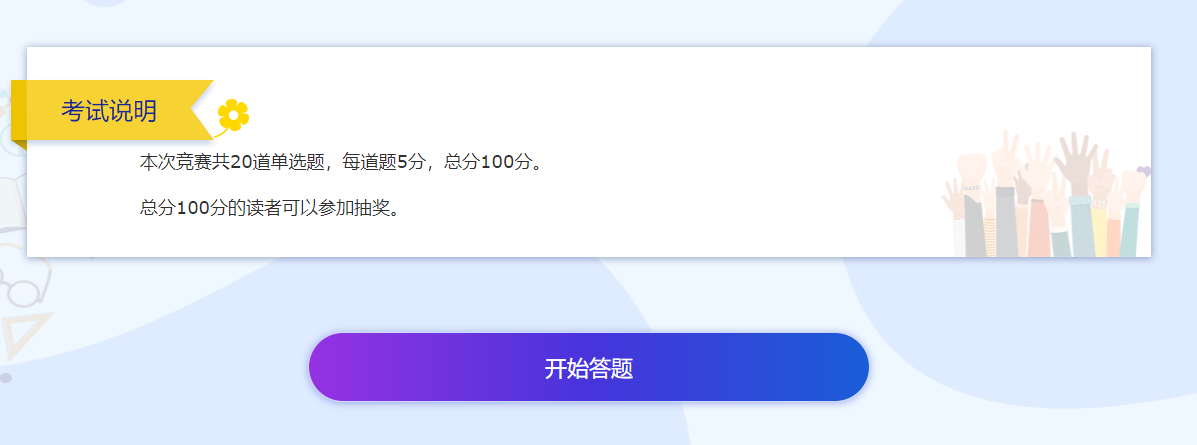 考试说明
本次竞赛共20道单选题，每道题5分，总分100分。
总分100分的读者可以参加抽奖。
开始答题